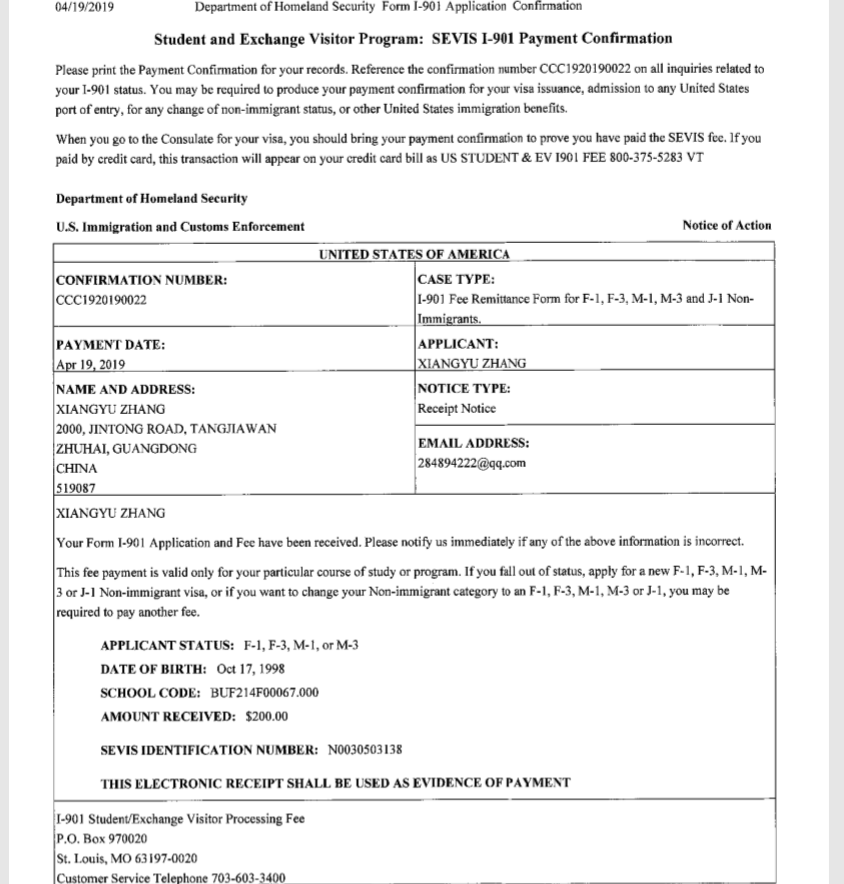 04/19/2019 Department of Homeland Security Form I-901 Application Confirmation
Student and Exchange Visitor Program: SEVIS I-901 Payment Confirmation
Please print the Payment Confirmation for your records. Reference the confirmation number CCC1920190022 on all inquiries related to
your I-901 status. You may be required to produce your payment confirmation for your visa issuance, admission to any United States
port of entry, for any change of non-immigrant status, or other United States immigration benefits.
When you go to the Consulate for your visa, you should bring your payment confirmation to prove you have paid the SEVIS fee. If you
paid by credit card, this transaction will appear on your credit card bill as US STUDENT & EV I901 FEE 800-375-5283 VT
Department of Homeland Security
U.S. Immigration and Customs Enforcement Notice of Action
UNITED STATES OF AMERICA
CONFIRMATION NUMBER:
CCC1920190022
CASE TYPE:
I-901 Fee Remittance Form for F-1, F-3, M-1, M-3 and J-1 Non-
Immigrants.
PAYMENT DATE:
Apr 19, 2019
APPLICANT:
XIANGYU ZHANG
NAME AND ADDRESS:
XIANGYU ZHANG
2000, JINTONG ROAD, TANGJIAWAN
ZHUHAI, GUANGDONG
CHINA
519087
NOTICE TYPE:
Receipt Notice
EMAIL ADDRESS:
284894222@qq.com
XIANGYU ZHANG
Your Form I-901 Application and Fee have been received. Please notify us immediately if any of the above information is incorrect.
This fee payment is valid only for your particular course of study or program. If you fall out of status, apply for a new F-1, F-3, M-1, M-
3 or J-1 Non-immigrant visa, or if you want to change your Non-immigrant category to an F-1, F-3, M-1, M-3 or J-1, you may be
required to pay another fee.
APPLICANT STATUS: F-1, F-3, M-1, or M-3
DATE OF BIRTH: Oct 17, 1998
SCHOOL CODE: BUF214F00067.000
AMOUNT RECEIVED: $200.00
SEVIS IDENTIFICATION NUMBER: N0030503138
THIS ELECTRONIC RECEIPT SHALL BE USED AS EVIDENCE OF PAYMENT
I-901 Student/Exchange Visitor Processing Fee
P.O. Box 970020
St. Louis, MO 63197-0020
Customer Service Telephone 703-603-3400